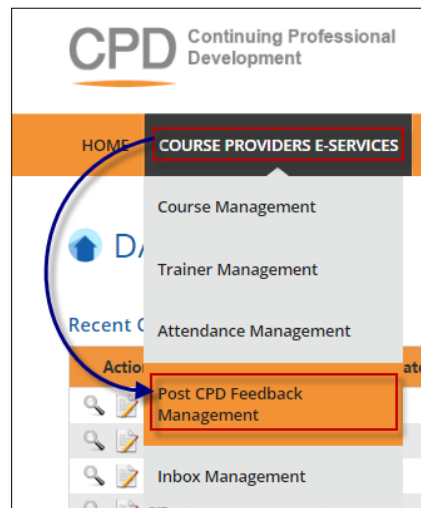 CPD Continuing Professional
Development
HOME COURSE PROVIDERS E-SERVICES
Course Management
Trainer Management
Recent
Attendance Management
Post CPD Feedback
Management
Inbox Management